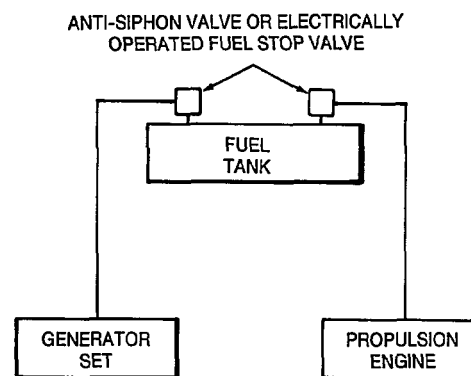 ANTI-SIPHON VALVE OR ELECTRICALLY
OPERATED FUEL STOP VALVE
FUEL
TANK
GENERATOR
SET
PROPULSION
ENGINE